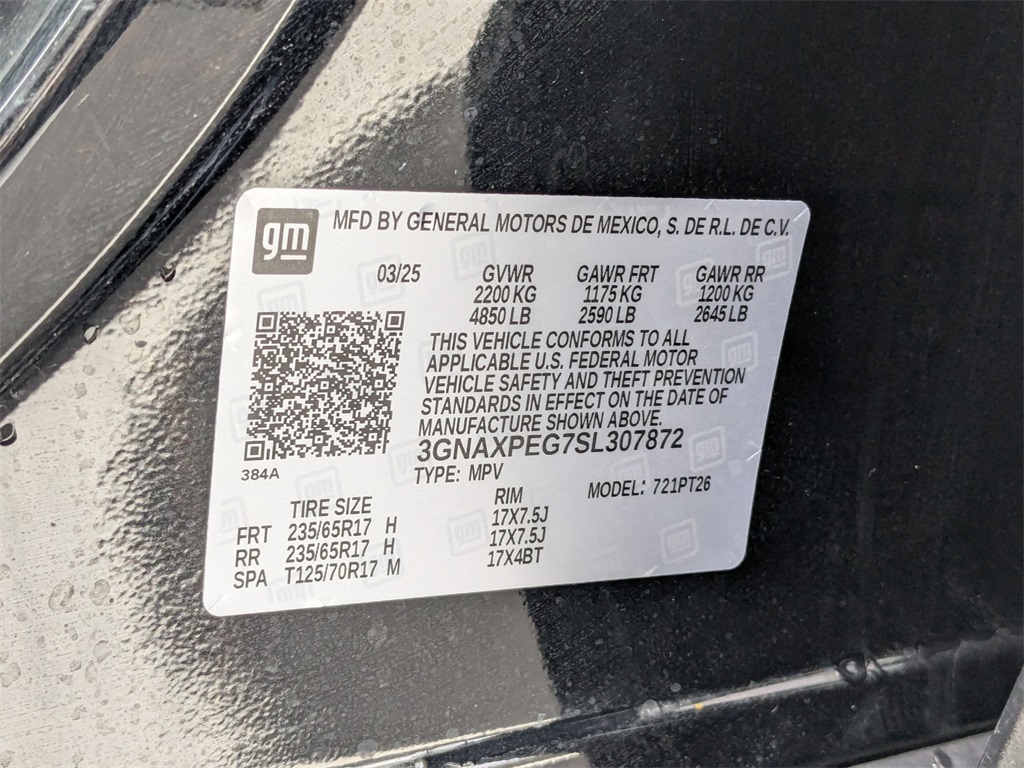 gm
MFD BY GENERAL MOTORS DE MEXICO, S. DE R.L. DE C.V.
03/25 GVWR GAWR FRT GAWR RR
2200 KG 1175 KG 1200 KG
4850 LB 2590 LB 2645 LB
THIS VEHICLE CONFORMS TO ALL
APPLICABLE U.S. FEDERAL MOTOR
VEHICLE SAFETY AND THEFT PREVENTION
STANDARDS IN EFFECT ON THE DATE OF
MANUFACTURE SHOWN ABOVE.
3GNAXPEG7SL307872
384A
TYPE: MPV
MODEL: 721PT26
TIRE SIZE RIM
FRT 235/65R17 H 17X7.5J
RR 235/65R17 H 17X7.5J
SPA T125/70R17 M 17X4BT